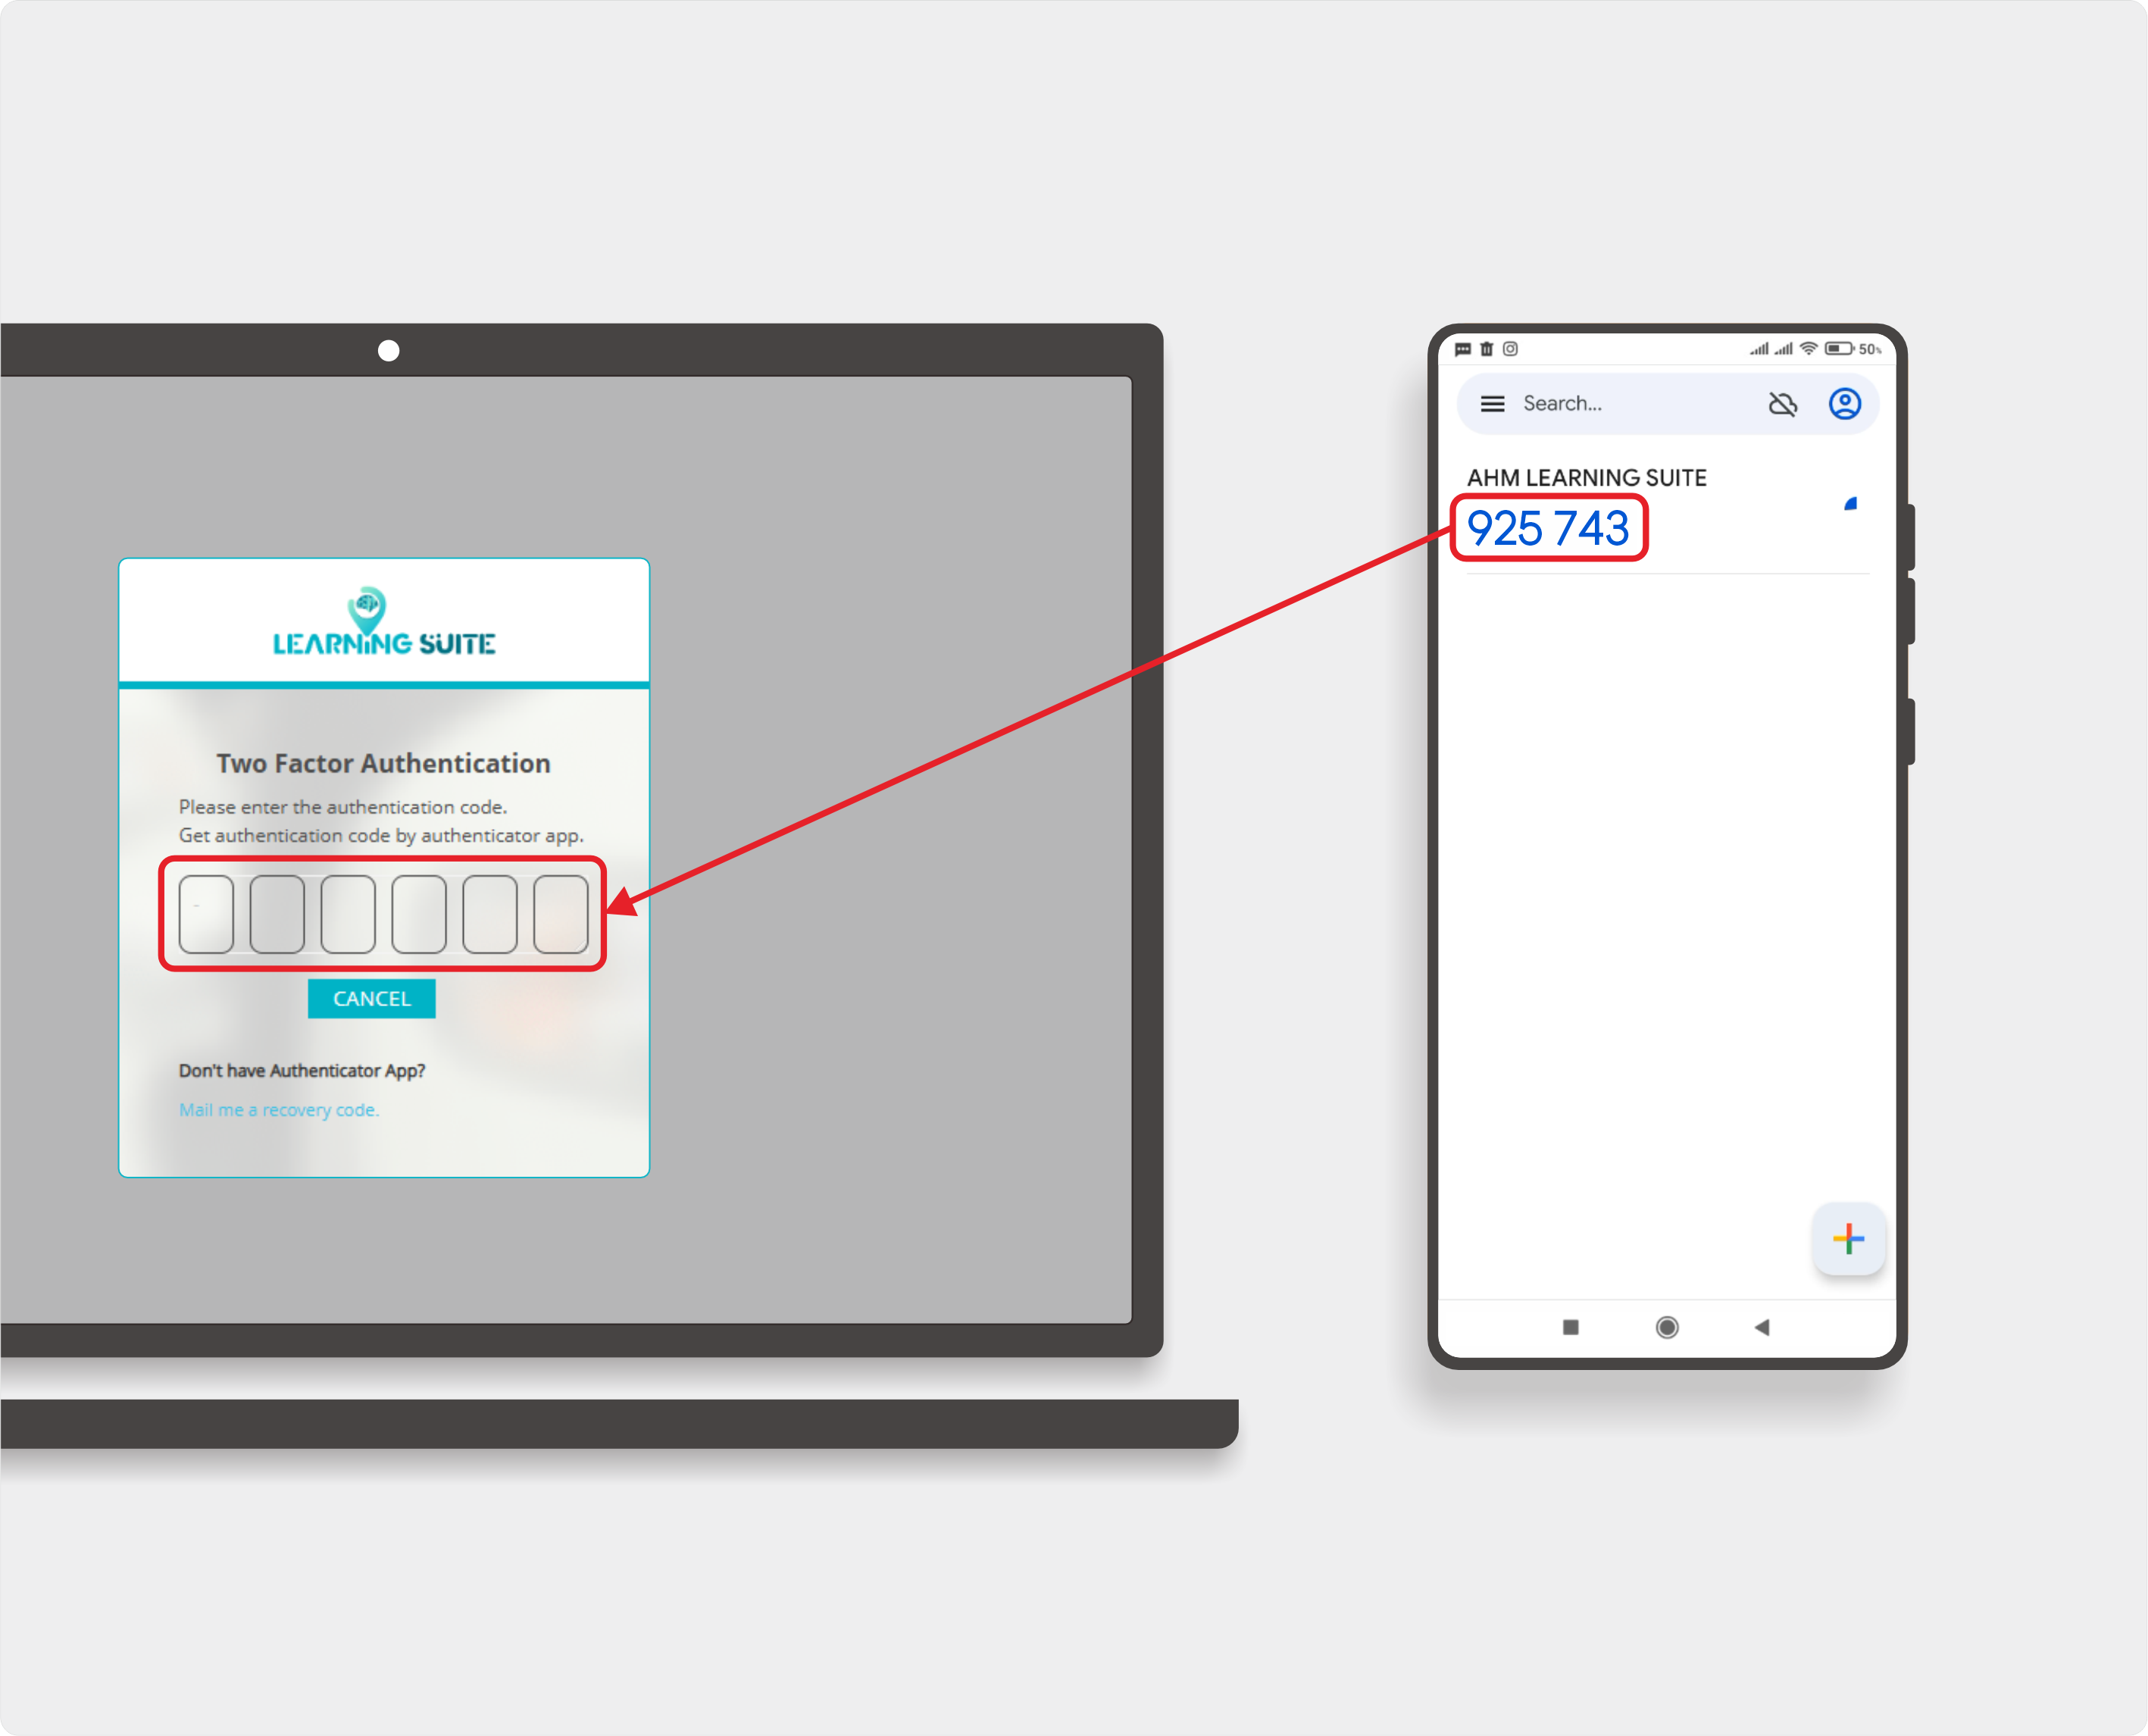 LEARNING SUITE
Two Factor Authentication
Please enter the authentication code.
Get authentication code by authenticator app.
CANCEL
Don't have Authenticator App?
Mail me a recovery code.
50%
Search...
AHM LEARNING SUITE
925 743